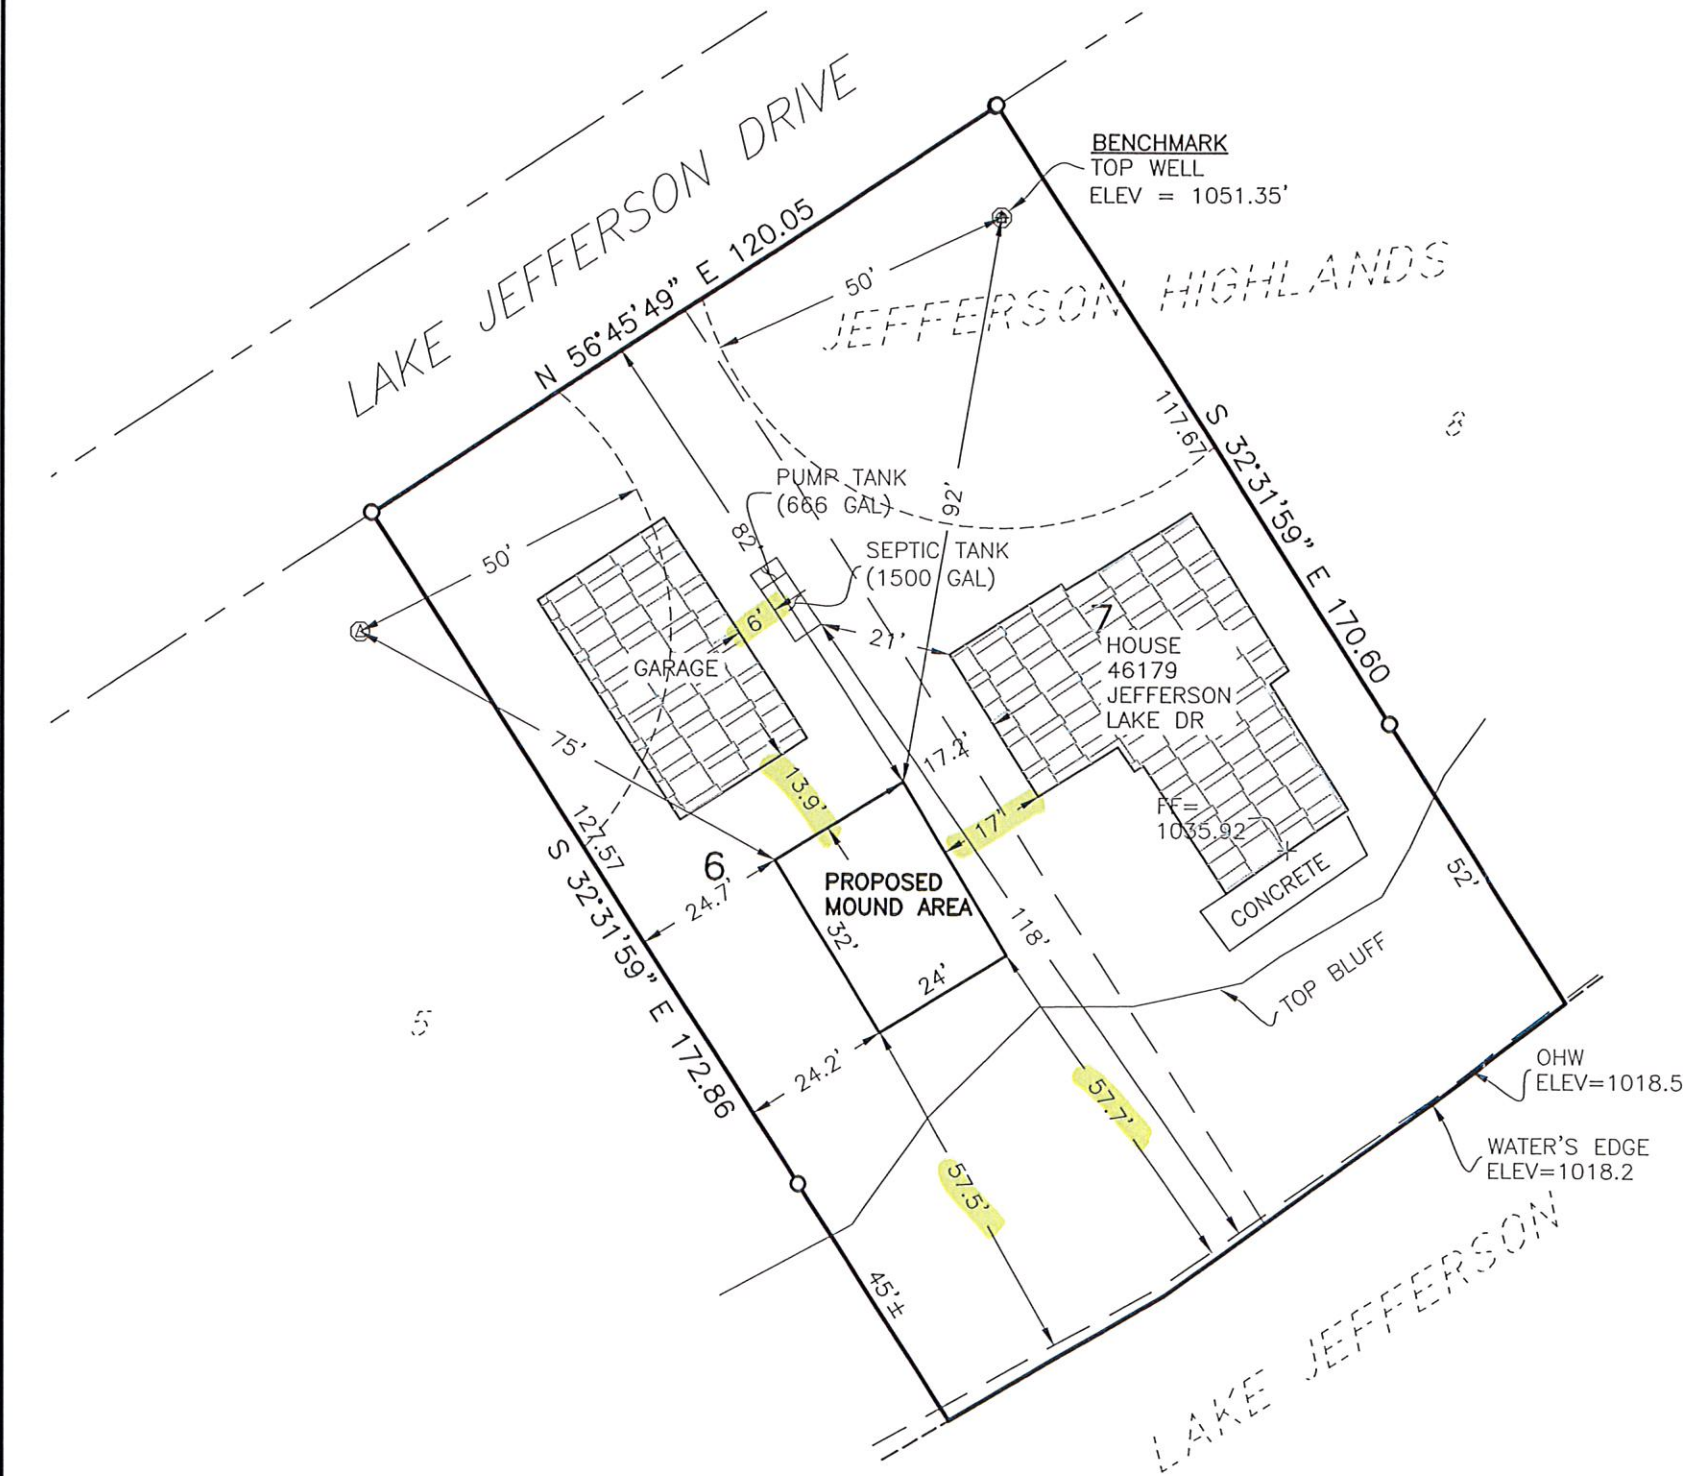 LAKE JEFFERSON DRIVE
BENCHMARK
TOP WELL
ELEV = 1051.35'
N 56°45'49" E 120.05
50'
JEFFERSON HIGHLANDS
117.67
S 32°31'59" E 170.60
8
PUMP TANK
(666 GAL)
92'
82'
SEPTIC TANK
(1500 GAL)
50'
6'
21'
7
HOUSE
46179
JEFFERSON
LAKE DR
GARAGE
75'
13.9'
17.2'
17'
FF=
1035.92
127.57
S 32°31'59" E 172.86
6
24.7'
PROPOSED
MOUND AREA
32'
118'
CONCRETE
52'
24'
TOP BLUFF
5
24.2'
57.7'
OHW
ELEV=1018.5
WATER'S EDGE
ELEV=1018.2
57.5'
45'±
LAKE JEFFERSON